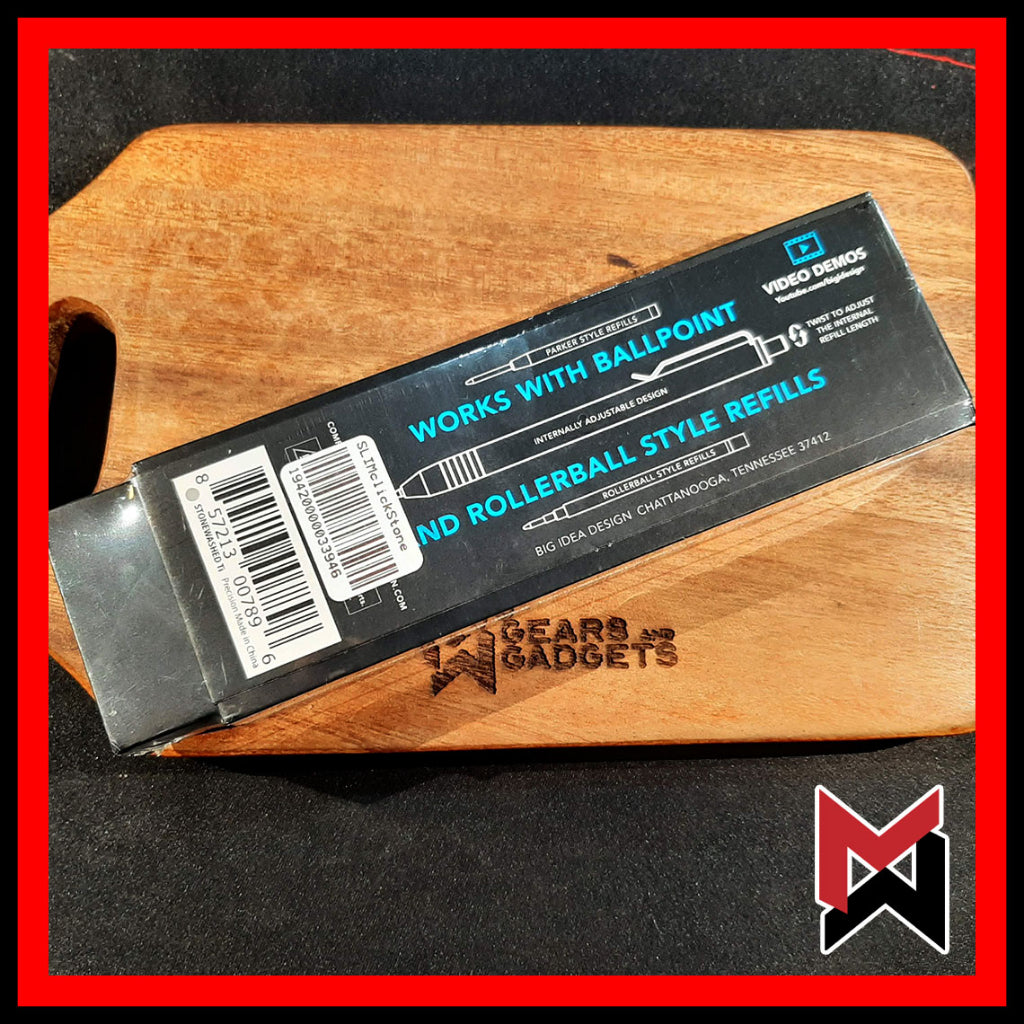 VIDEO DEMOS
Youtube.com/bigidesign
TWIST TO ADJUST
THE INTERNAL
REFILL LENGTH
PARKER STYLE REFILLS
WORKS WITH BALLPOINT
INTERNALLY ADJUSTABLE DESIGN
ND ROLLERBALL STYLE REFILLS
ROLLERBALL STYLE REFILLS
BIG IDEA DESIGN CHATTANOOGA, TENNESSEE 37412
SLIMclickStone
1942000033946
N.COM
8 57213 00789 6
STONEWASHED Ti
Precision Made in China
GEARS AND
GADGETS